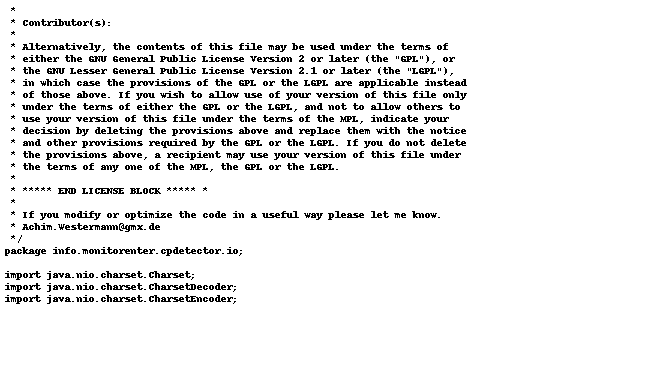 *
* Contributor(s):
*
* Alternatively, the contents of this file may be used under the terms of
* either the GNU General Public License Version 2 or later (the "GPL"), or
* the GNU Lesser General Public License Version 2.1 or later (the "LGPL"),
* in which case the provisions of the GPL or the LGPL are applicable instead
* of those above. If you wish to allow use of your version of this file only
* under the terms of either the GPL or the LGPL, and not to allow others to
* use your version of this file under the terms of the MPL, indicate your
* decision by deleting the provisions above and replace them with the notice
* and other provisions required by the GPL or the LGPL. If you do not delete
* the provisions above, a recipient may use your version of this file under
* the terms of any one of the MPL, the GPL or the LGPL.
*
* ***** END LICENSE BLOCK ***** *
*
* If you modify or optimize the code in a useful way please let me know.
* Achim.Westermann@gmx.de
*/
package info.monitorenter.cpdetector.io;
import java.nio.charset.Charset;
import java.nio.charset.CharsetDecoder;
import java.nio.charset.CharsetEncoder;